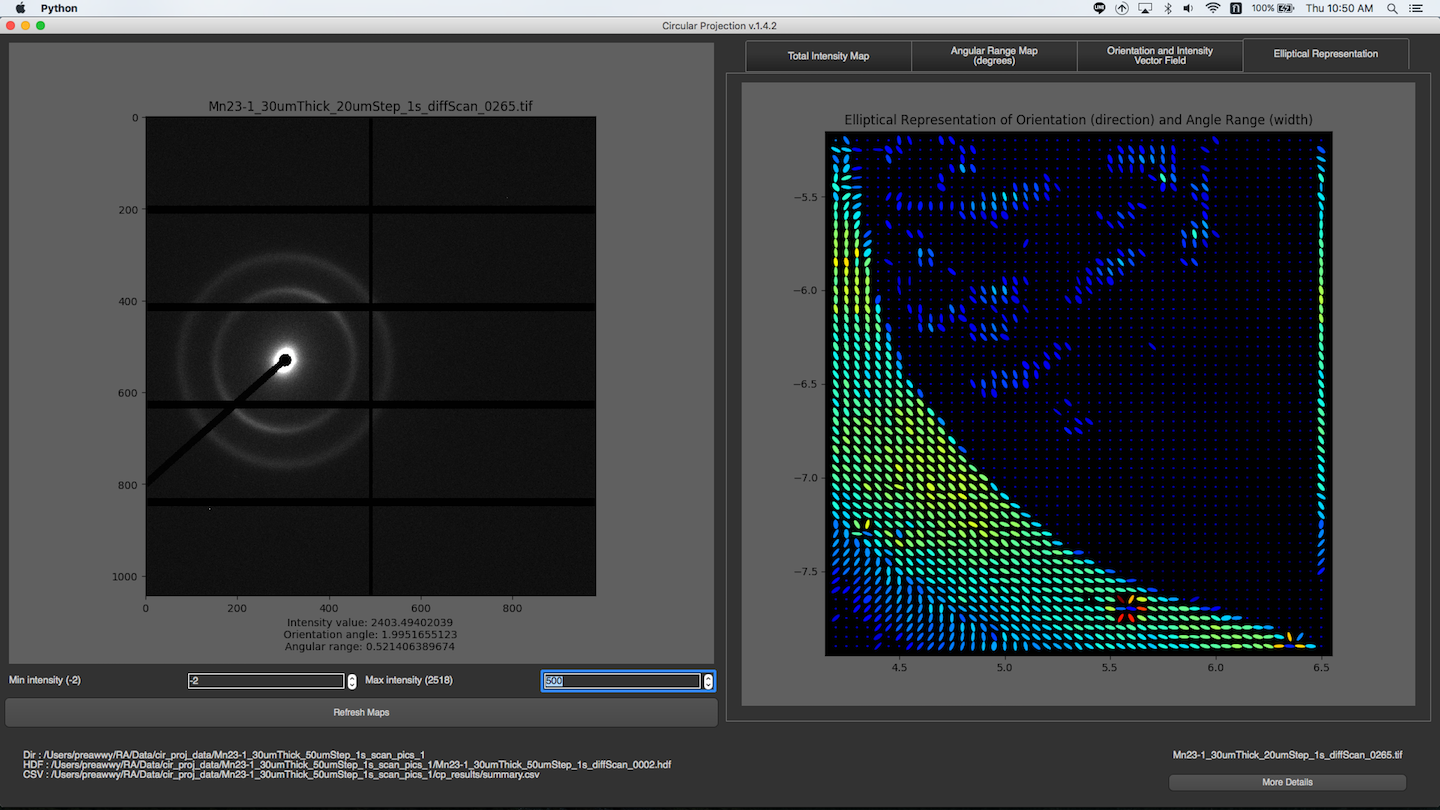 Python
100%
Thu 10:50 AM
Circular Projection v.1.4.2
Mn23-1_30umThick_20umStep_1s_diffScan_0265.tif
0
200
400
600
800
1000
0 200 400 600 800
Intensity value: 2403.49402039
Orientation angle: 1.9951655123
Angular range: 0.521406389674
Min intensity (-2)
-2
Max intensity (2518)
500
Refresh Maps
Total Intensity Map
Angular Range Map
(degrees)
Orientation and Intensity
Vector Field
Elliptical Representation
Elliptical Representation of Orientation (direction) and Angle Range (width)
−5.5
−6.0
−6.5
−7.0
−7.5
4.5 5.0 5.5 6.0 6.5
Dir : /Users/preawwy/RA/Data/cir_proj_data/Mn23-1_30umThick_50umStep_1s_scan_pics_1
HDF : /Users/preawwy/RA/Data/cir_proj_data/Mn23-1_30umThick_50umStep_1s_scan_pics_1/Mn23-1_30umThick_50umStep_1s_diffScan_0002.hdf
CSV : /Users/preawwy/RA/Data/cir_proj_data/Mn23-1_30umThick_50umStep_1s_scan_pics_1/cp_results/summary.csv
Mn23-1_30umThick_20umStep_1s_diffScan_0265.tif
More Details